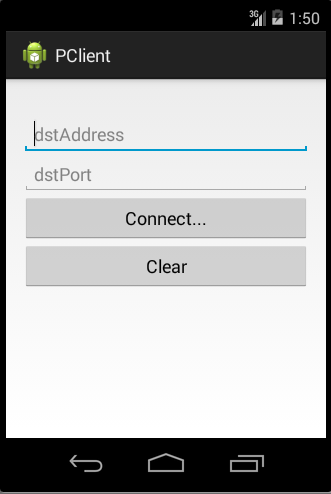 3G 1:50
PClient
dstAddress
dstPort
Connect...
Clear